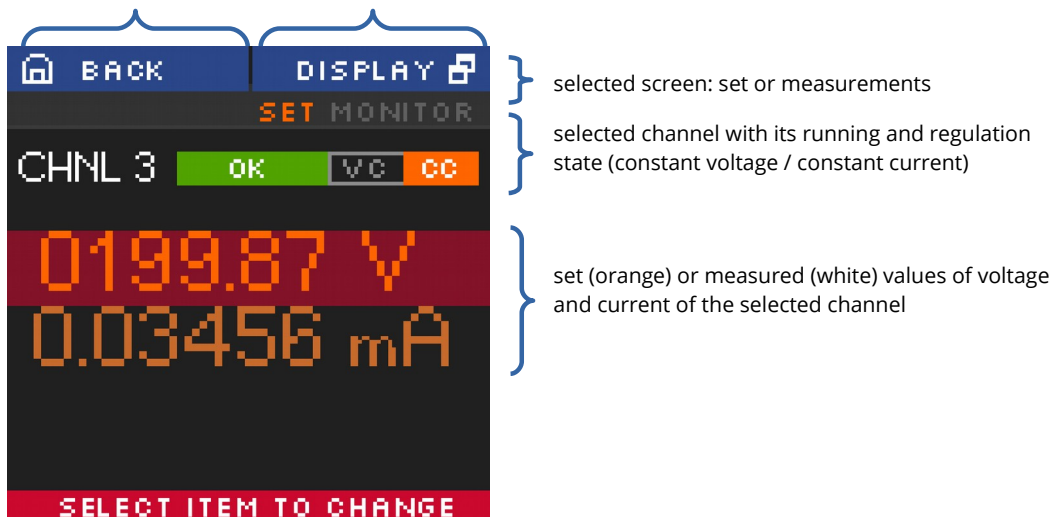 BACK DISPLAY
SET MONITOR
selected screen: set or measurements
CHNL 3 OK VC CC
selected channel with its running and regulation
state (constant voltage / constant current)
0199.87 V
0.03456 mA
set (orange) or measured (white) values of voltage
and current of the selected channel
SELECT ITEM TO CHANGE